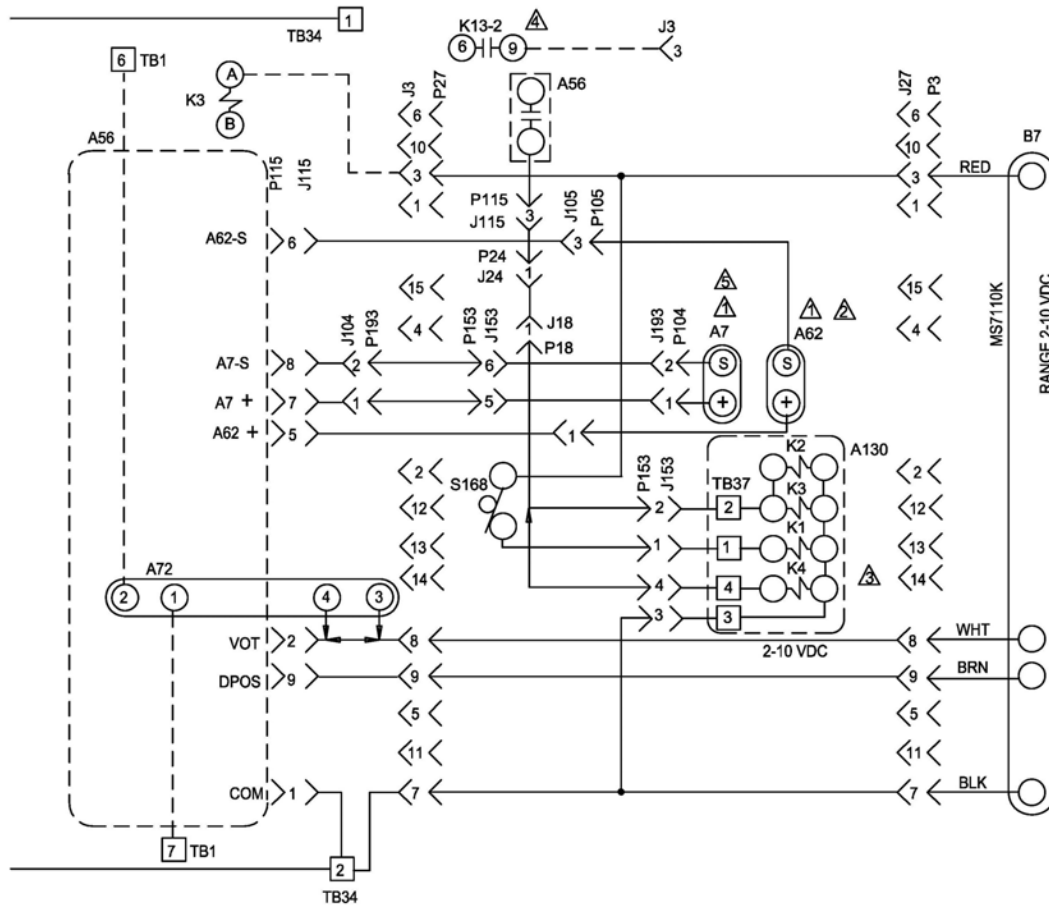 1
TB34
K13-2
4
J3
6
9
3
6
TB1
A
K3
B
J3
P27
A56
J27
P3
6
6
10
10
B7
A56
P115
J115
3
3
RED
1
P115
3
J115
J105
P105
1
A62-S
6
3
P24
1
J24
15
5
15
1
1
2
4
J104
P193
P153
J153
1
J18
P18
J193
P104
A7
A62
4
MS7110K
RANGE 2-10 VDC
A7-S
8
2
6
2
S
S
A7 +
7
1
5
1
+
+
A62 +
5
1
2
S168
P153
J153
TB37
K2
A130
2
12
2
2
K3
12
13
1
1
K1
13
A72
14
4
4
K4
3
14
2
1
4
3
3
3
VOT
2
8
2-10 VDC
8
WHT
DPOS
9
9
9
BRN
5
5
11
11
COM
1
7
7
BLK
7
TB1
2
TB34